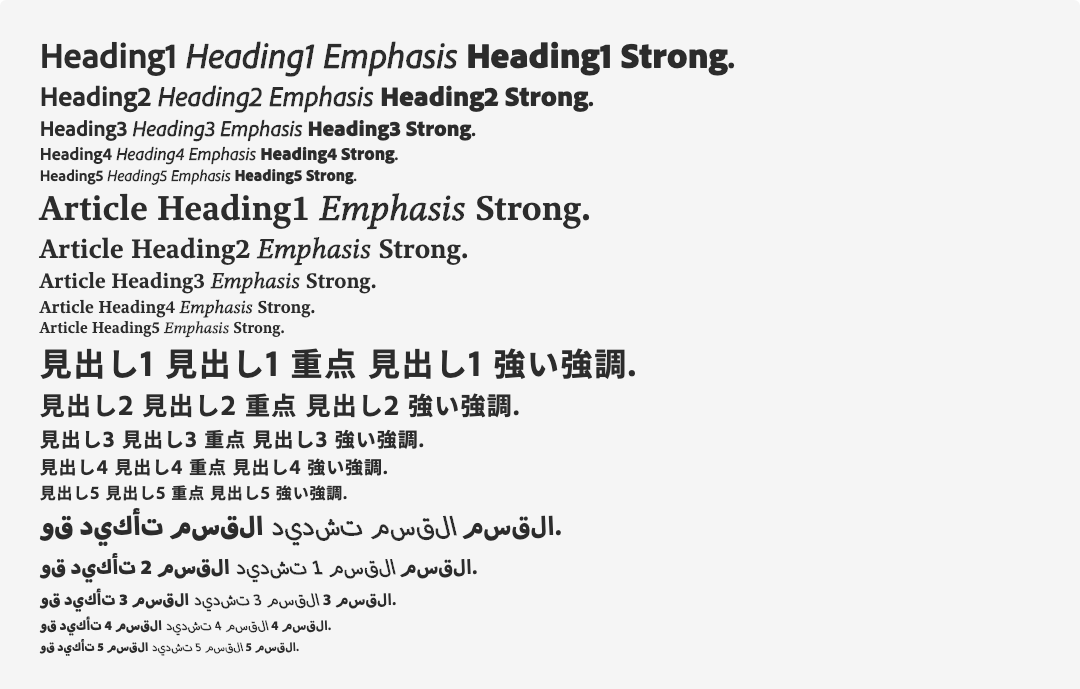 Heading1 Heading1 Emphasis Heading1 Strong.
Heading2 Heading2 Emphasis Heading2 Strong.
Heading3 Heading3 Emphasis Heading3 Strong.
Heading4 Heading4 Emphasis Heading4 Strong.
Heading5 Heading5 Emphasis Heading5 Strong.
Article Heading1 Emphasis Strong.
Article Heading2 Emphasis Strong.
Article Heading3 Emphasis Strong.
Article Heading4 Emphasis Strong.
Article Heading5 Emphasis Strong.
見出し1 見出し1 重点 見出し1 強い強調.
見出し2 見出し2 重点 見出し2 強い強調.
見出し3 見出し3 重点 見出し3 強い強調.
見出し4 見出し4 重点 見出し4 強い強調.
見出し5 見出し5 重点 見出し5 強い強調.
القسم القسم تشديد القسم تأكيد قو.
القسم القسم 1 تشديد القسم 2 تأكيد قو.
القسم 3 القسم 3 تشديد القسم 3 تأكيد قو.
القسم 4 القسم 4 تشديد القسم 4 تأكيد قو.
القسم 5 القسم 5 تشديد القسم 5 تأكيد قو.